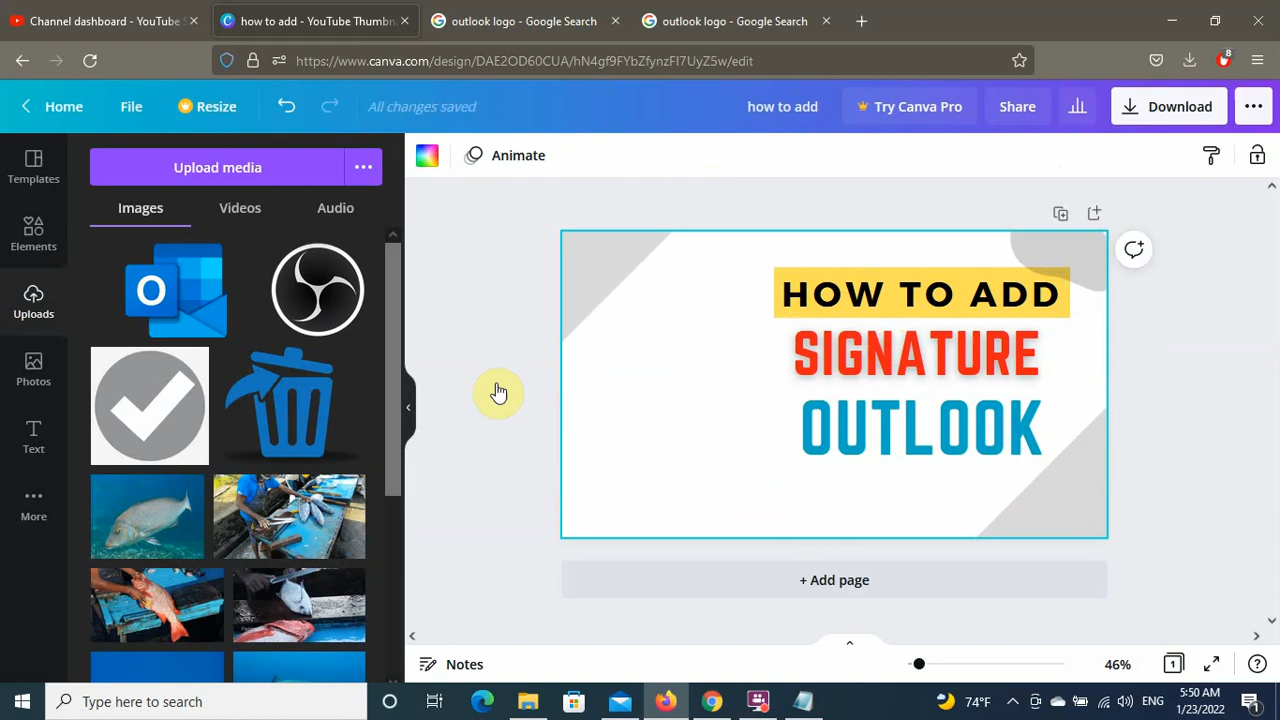 Channel dashboard - YouTube S
how to add - YouTube Thumbn
outlook logo - Google Search
outlook logo - Google Search
https://www.canva.com/design/DAE2OD60CUA/hN4gf9FYbZfynzFI7UyZ5w/edit
8
Home
File
Resize
All changes saved
how to add
Try Canva Pro
Share
Download
Templates
Elements
Uploads
Photos
Text
More
Upload media
Images
Videos
Audio
O
Animate
HOW TO ADD
SIGNATURE
OUTLOOK
+ Add page
Notes
46%
1
Type here to search
74°F
ENG
5:50 AM
1/23/2022
1